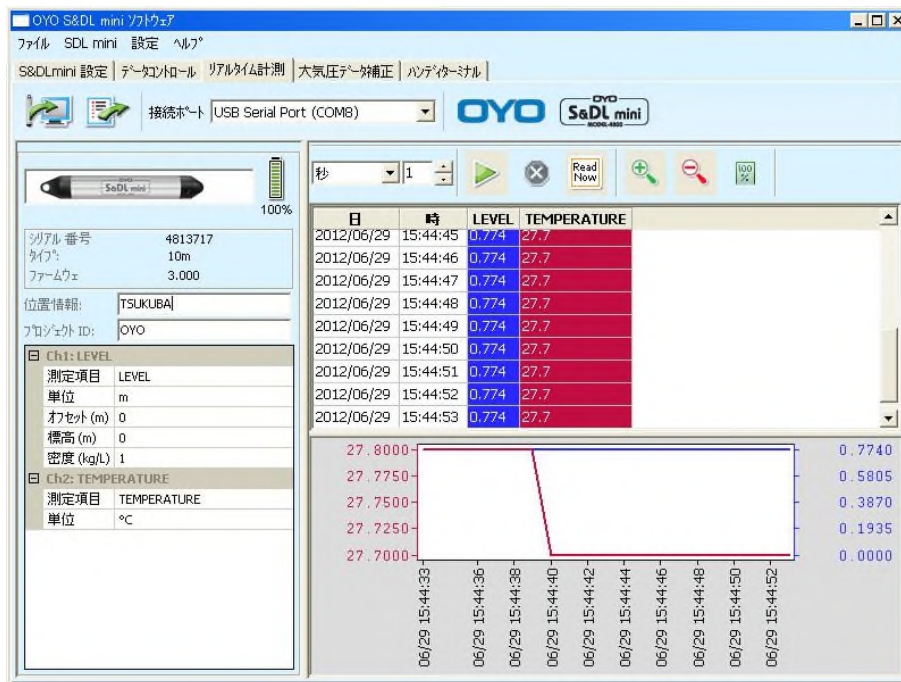 OYO S&DL mini ソフトウェア
ファイル SDL mini 設定 ヘルプ
S&DLmini 設定 データコントロール リアルタイム計測 大気圧データ補正 ハンディターミナル
接続ポート USB Serial Port (COM8) OYO OYO S&DL mini MODEL-4800
S&DL mini
100%
シリアル 番号 4813717
タイプ: 10m
ファームウェ 3.000
位置情報: TSUKUBA
プロジェクト ID: OYO
Ch1: LEVEL
測定項目 LEVEL
単位 m
オフセット (m) 0
標高 (m) 0
密度 (kg/L) 1
Ch2: TEMPERATURE
測定項目 TEMPERATURE
単位 °C
秒 1 Read Now 100 %
日 時 LEVEL TEMPERATURE
2012/06/29 15:44:45 0.774 27.7
2012/06/29 15:44:46 0.774 27.7
2012/06/29 15:44:47 0.774 27.7
2012/06/29 15:44:48 0.774 27.7
2012/06/29 15:44:49 0.774 27.7
2012/06/29 15:44:50 0.774 27.7
2012/06/29 15:44:51 0.774 27.7
2012/06/29 15:44:52 0.774 27.7
2012/06/29 15:44:53 0.774 27.7
27.8000 0.7740
27.7750 0.5805
27.7500 0.3870
27.7250 0.1935
27.7000 0.0000
06/29 15:44:33
06/29 15:44:36
06/29 15:44:38
06/29 15:44:40
06/29 15:44:42
06/29 15:44:44
06/29 15:44:46
06/29 15:44:48
06/29 15:44:50
06/29 15:44:52